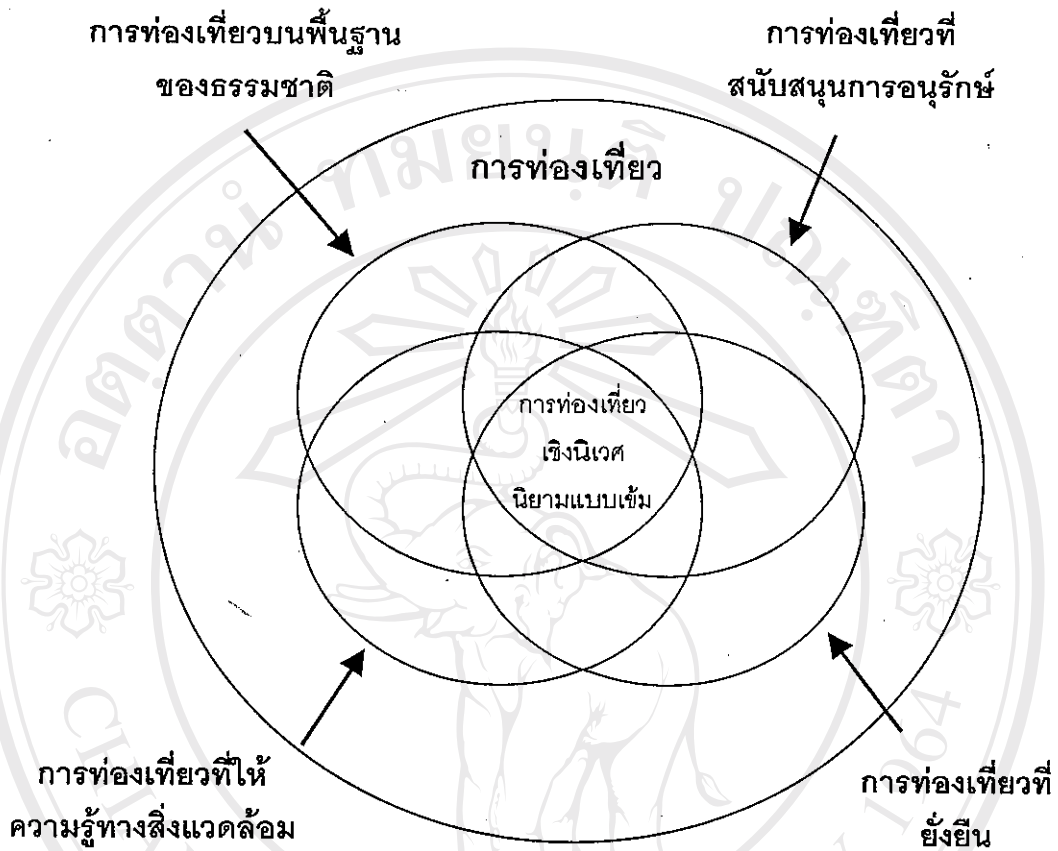 การท่องเที่ยวบนพื้นฐาน
ของธรรมชาติ
การท่องเที่ยวที่
สนับสนุนการอนุรักษ์
การท่องเที่ยว
การท่องเที่ยว
เชิงนิเวศ
นิยามแบบเข้ม
การท่องเที่ยวที่ให้
ความรู้ทางสิ่งแวดล้อม
การท่องเที่ยวที่
ยั่งยืน